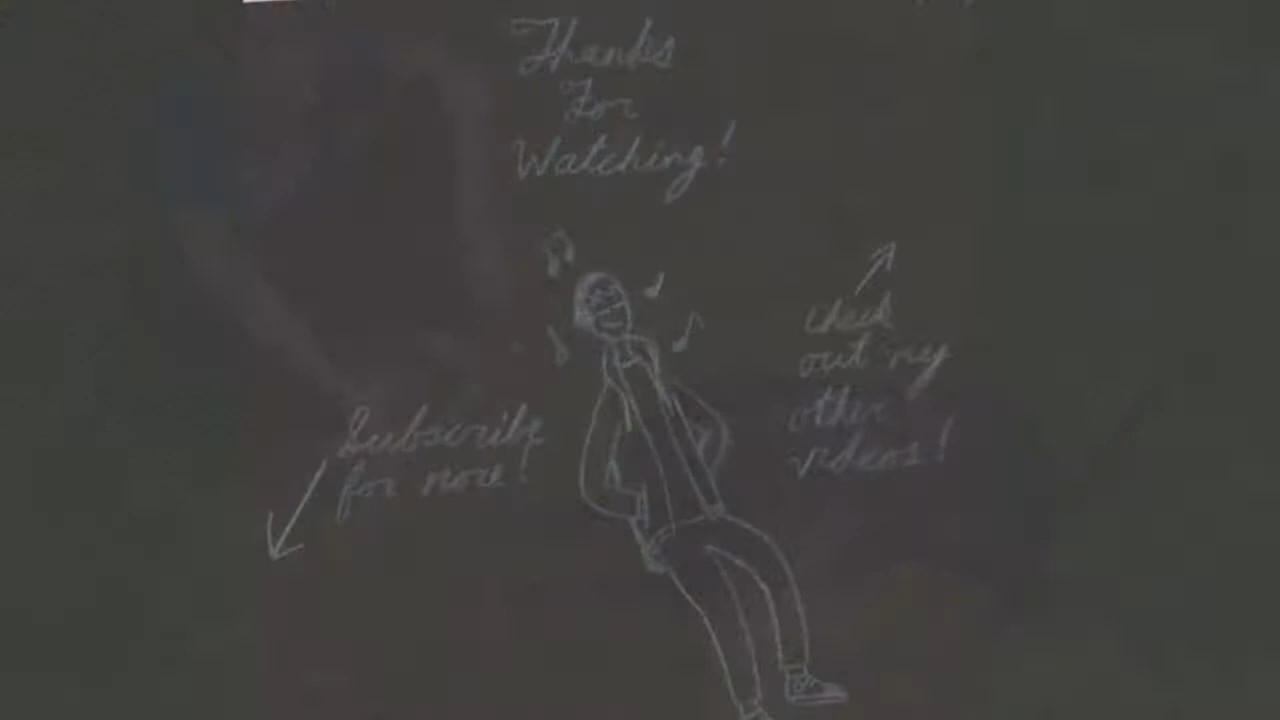 Thanks
For
Watching!
Check
out my
other
videos!
Subscribe
for more!